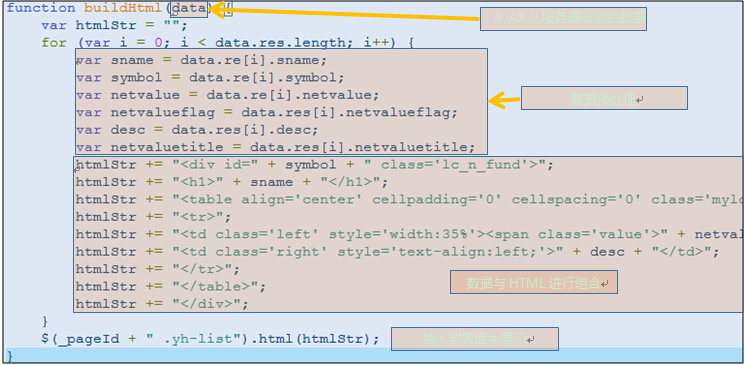 function buildHtml(data) {
AJAX 从服务器获取的数据
var htmlStr = "";
for (var i = 0; i < data.res.length; i++) {
var sname = data.re[i].sname;
var symbol = data.re[i].symbol;
var netvalue = data.re[i].netvalue;
var netvalueflag = data.res[i].netvalueflag;
数据的处理
var desc = data.res[i].desc;
var netvaluetitle = data.res[i].netvaluetitle;
htmlStr += "<div id=" + symbol + " class='lc_n_fund'>";
htmlStr += "<h1>" + sname + "</h1>";
htmlStr += "<table align='center' cellpadding='0' cellspacing='0' class='mylc
htmlStr += "<tr>";
htmlStr += "<td class='left' style='width:35%'><span class='value'>" + netval
htmlStr += "<td class='right' style='text-align:left;'>" + desc + "</td>";
htmlStr += "</tr>";
htmlStr += "</table>";
数据与 HTML 进行组合
htmlStr += "</div>";
}
$(_pageId + " .yh-list").html(htmlStr);
插入到页面中展示
}